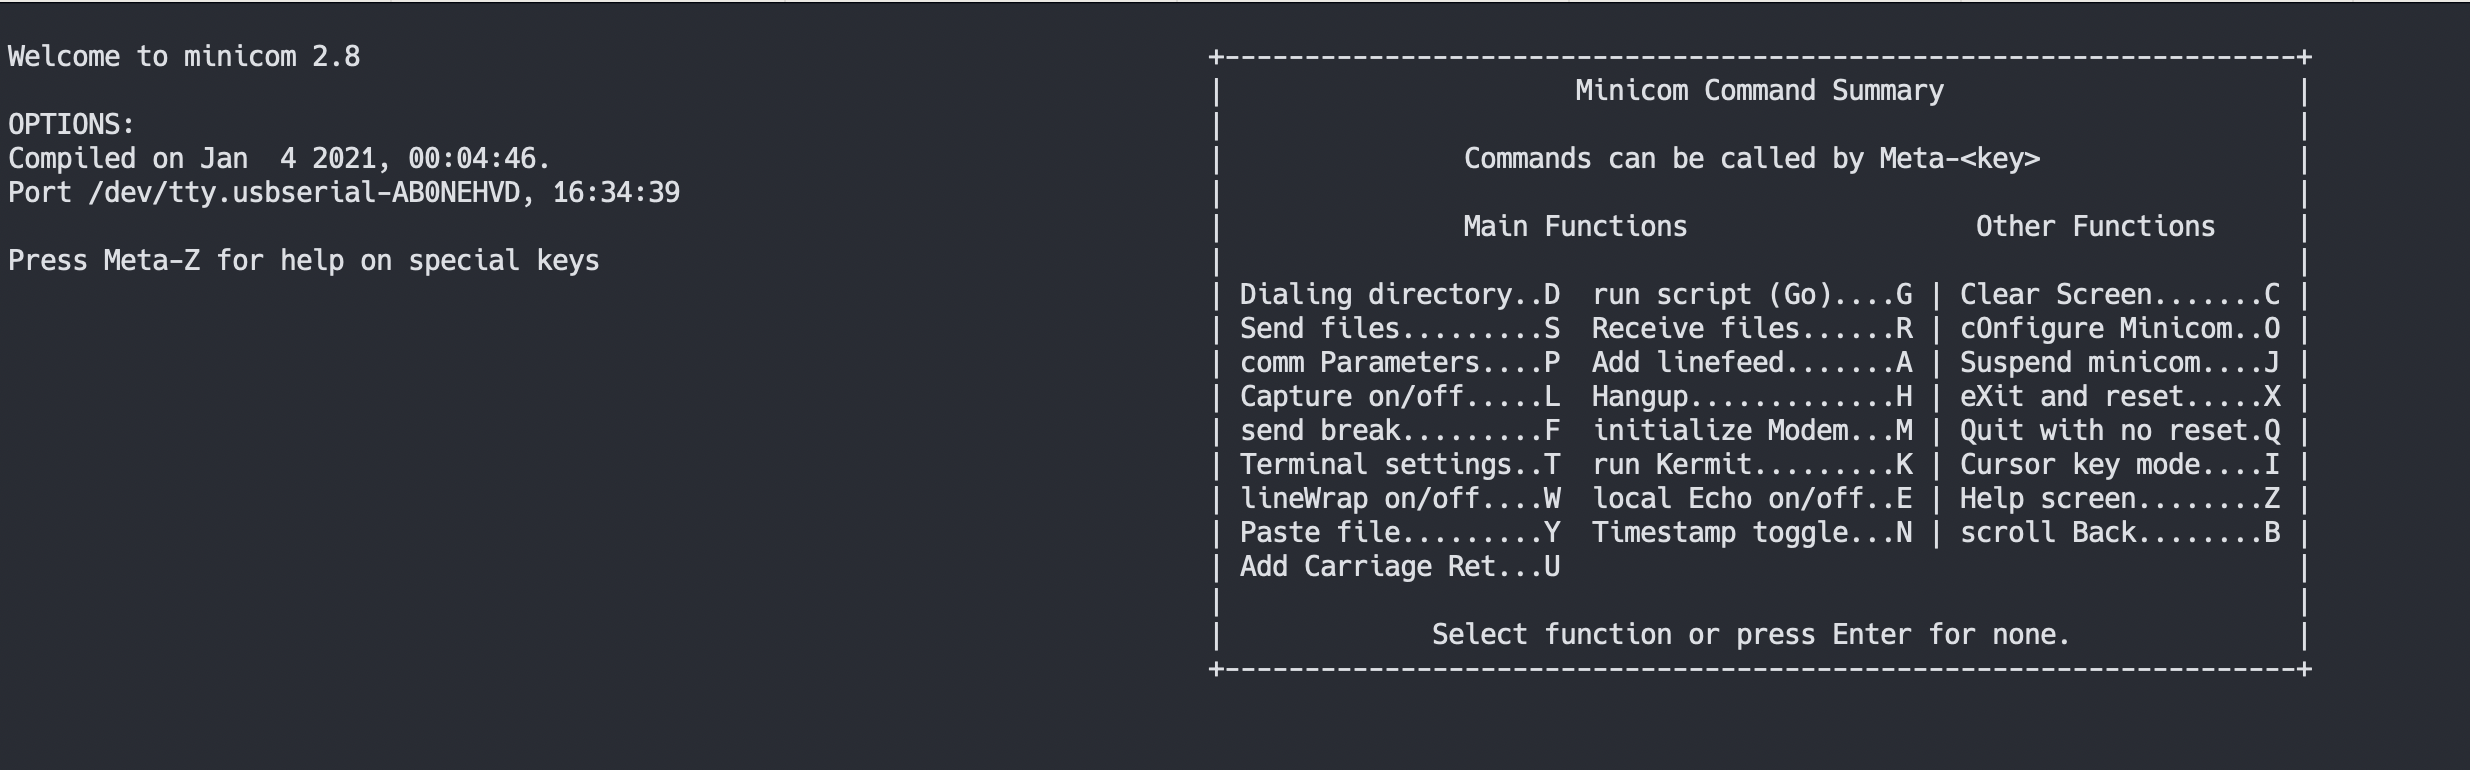 Welcome to minicom 2.8
OPTIONS:
Compiled on Jan  4 2021, 00:04:46.
Port /dev/tty.usbserial-AB0NEHVD, 16:34:39
Press Meta-Z for help on special keys
+-------------------------------------------------------------------+
Minicom Command Summary
Commands can be called by Meta-<key>
Main Functions                  Other Functions
| Dialing directory..D  run script (Go)....G | Clear Screen.......C |
| Send files.........S  Receive files......R | cOnfigure Minicom..O |
| comm Parameters....P  Add linefeed.......A | Suspend minicom....J |
| Capture on/off.....L  Hangup.............H | eXit and reset.....X |
| send break.........F  initialize Modem...M | Quit with no reset.Q |
| Terminal settings..T  run Kermit.........K | Cursor key mode....I |
| lineWrap on/off....W  local Echo on/off..E | Help screen........Z |
| Paste file.........Y  Timestamp toggle...N | scroll Back........B |
| Add Carriage Ret...U                                              |
Select function or press Enter for none.
+-------------------------------------------------------------------+